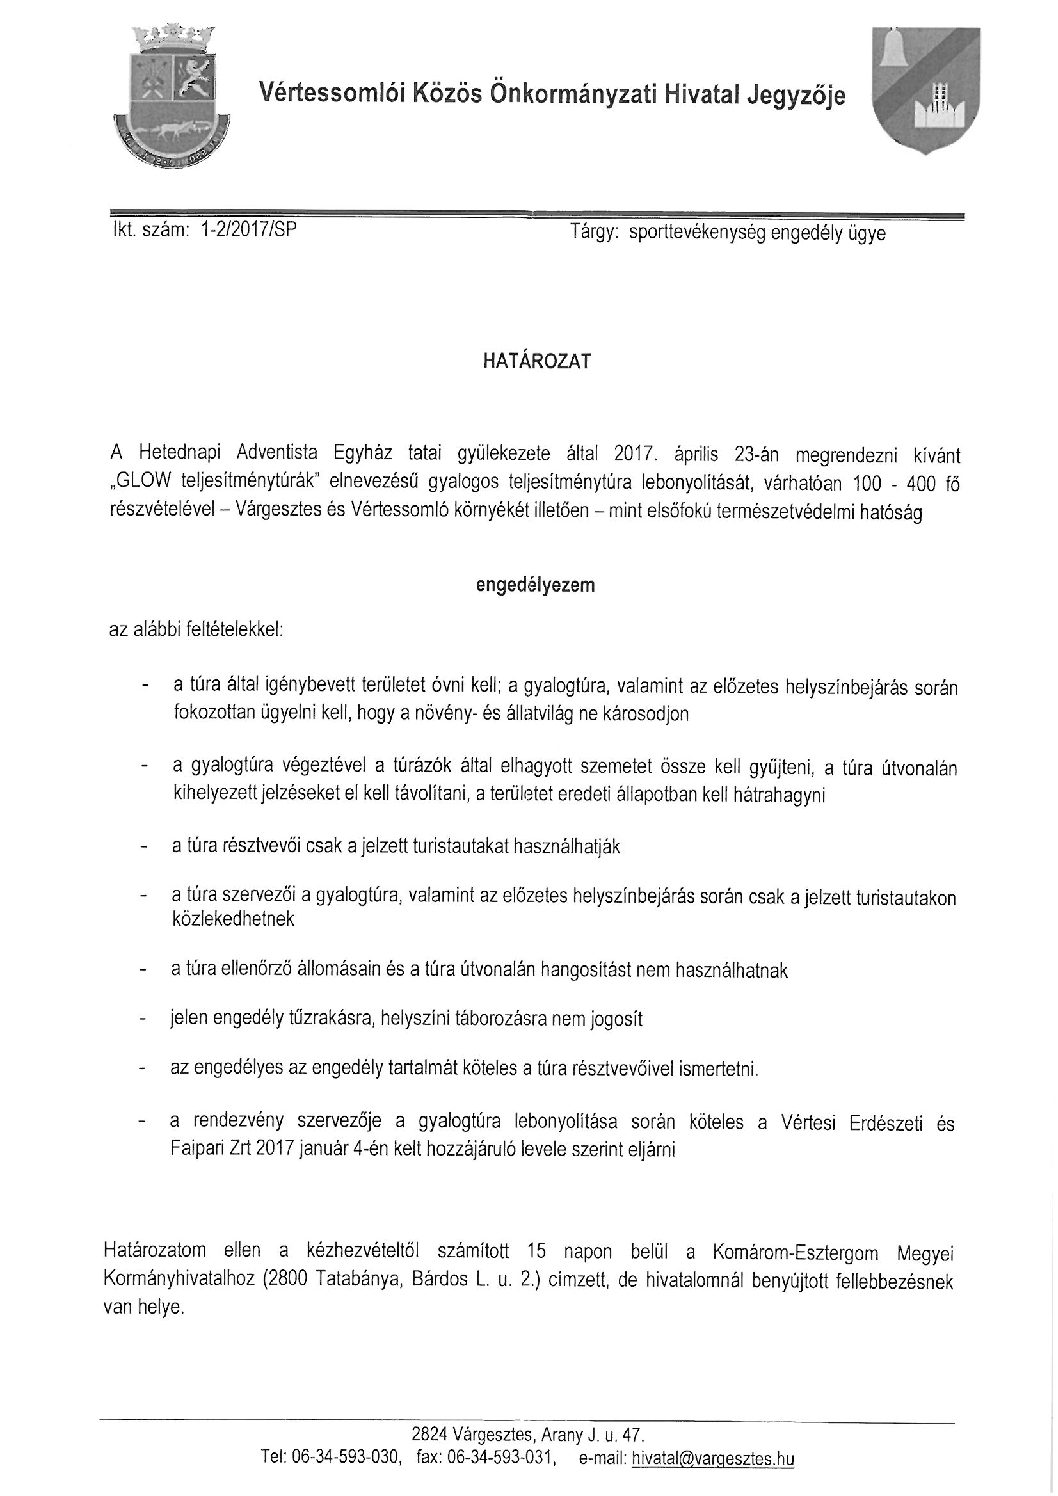 Vértessomlói Közös Önkormányzati Hivatal Jegyzője
Ikt. szám: 1-2/2017/SP
Tárgy: sporttevékenység engedély ügye
HATÁROZAT
A Hetednapi Adventista Egyház tatai gyülekezete által 2017. április 23-án megrendezni kívánt
„GLOW teljesítménytúrák” elnevezésű gyalogos teljesítménytúra lebonyolítását, várhatóan 100 - 400 fő
részvételével – Várgesztes és Vértessomló környékét illetően – mint elsőfokú természetvédelmi hatóság
engedélyezem
az alábbi feltételekkel:
- a túra által igénybevett területet óvni kell; a gyalogtúra, valamint az előzetes helyszínbejárás során
fokozottan ügyelni kell, hogy a növény- és állatvilág ne károsodjon
- a gyalogtúra végeztével a túrázók által elhagyott szemetet össze kell gyűjteni, a túra útvonalán
kihelyezett jelzéseket el kell távolítani, a területet eredeti állapotban kell hátrahagyni
- a túra résztvevői csak a jelzett turistautakat használhatják
- a túra szervezői a gyalogtúra, valamint az előzetes helyszínbejárás során csak a jelzett turistautakon
közlekedhetnek
- a túra ellenőrző állomásain és a túra útvonalán hangosítást nem használhatnak
- jelen engedély tűzrakásra, helyszíni táborozásra nem jogosít
- az engedélyes az engedély tartalmát köteles a túra résztvevőivel ismertetni.
- a rendezvény szervezője a gyalogtúra lebonyolítása során köteles a Vértesi Erdészeti és
Faipari Zrt 2017 január 4-én kelt hozzájáruló levele szerint eljárni
Határozatom ellen a kézhezvételtől számított 15 napon belül a Komárom-Esztergom Megyei
Kormányhivatalhoz (2800 Tatabánya, Bárdos L. u. 2.) címzett, de hivatalomnál benyújtott fellebbezésnek
van helye.
2824 Várgesztes, Arany J. u. 47.
Tel: 06-34-593-030, fax: 06-34-593-031, e-mail: hivatal@vargesztes.hu